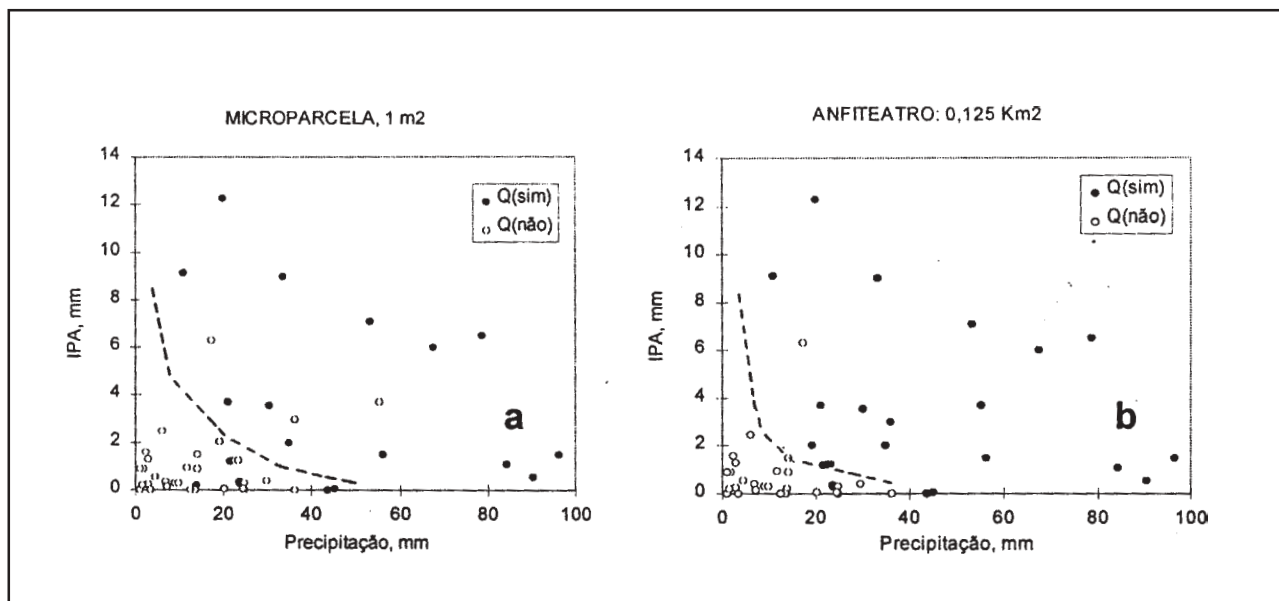 MICROPARCELA, 1 m2
14
12
10
8
6
4
2
0
IPA, mm
Q(sim)
Q(não)
a
0
20
40
60
80
100
Precipitação, mm
ANFITEATRO: 0,125 Km2
14
12
10
8
6
4
2
0
IPA, mm
Q(sim)
Q(não)
b
0
20
40
60
80
100
Precipitação, mm